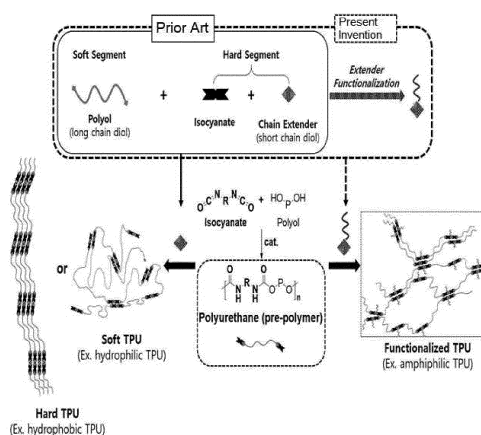 Prior Art
Present
Invention
Soft Segment
Hard Segment
Extender
Functionalization
+
+
Polyol
(long chain diol)
Isocyanate
Chain Extender
(short chain diol)
O C N R N C O + HO P OH
Isocyanate Polyol
cat.
or
Soft TPU
(Ex. hydrophilic TPU)
O O
N R N O P O n
H H
Polyurethane (pre-polymer)
Functionalized TPU
(Ex. amphiphilic TPU)
Hard TPU
(Ex. hydrophobic TPU)